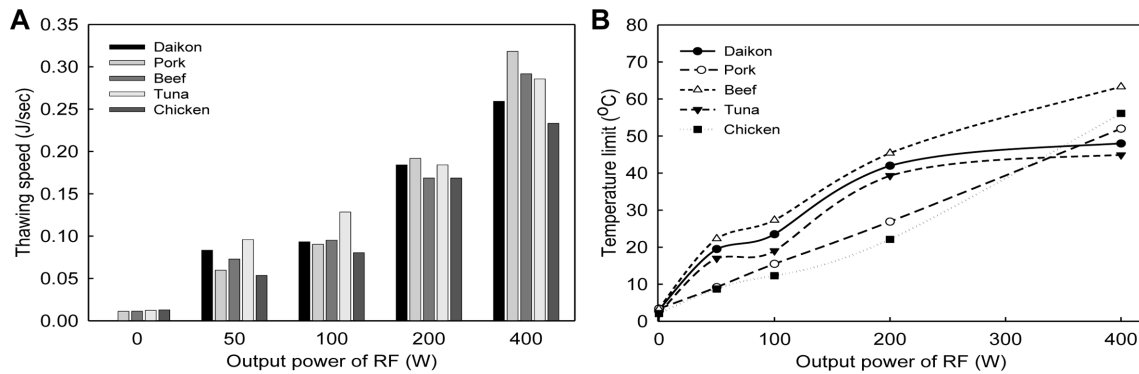 A
Thawing speed (J/sec)
0.35
0.30
0.25
0.20
0.15
0.10
0.05
0.00
Daikon
Pork
Beef
Tuna
Chicken
0 50 100 200 400
Output power of RF (W)
B
Temperature limit (°C)
80
70
60
50
40
30
20
10
0
Daikon
Pork
Beef
Tuna
Chicken
0 100 200 300 400
Output power of RF (W)